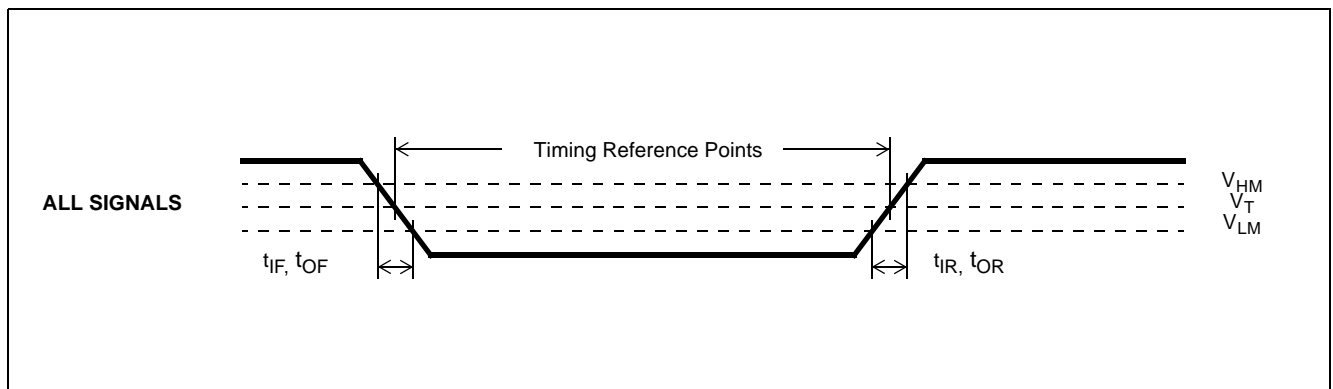 Timing Reference Points
ALL SIGNALS
VHM
VT
VLM
tIF, tOF
tIR, tOR